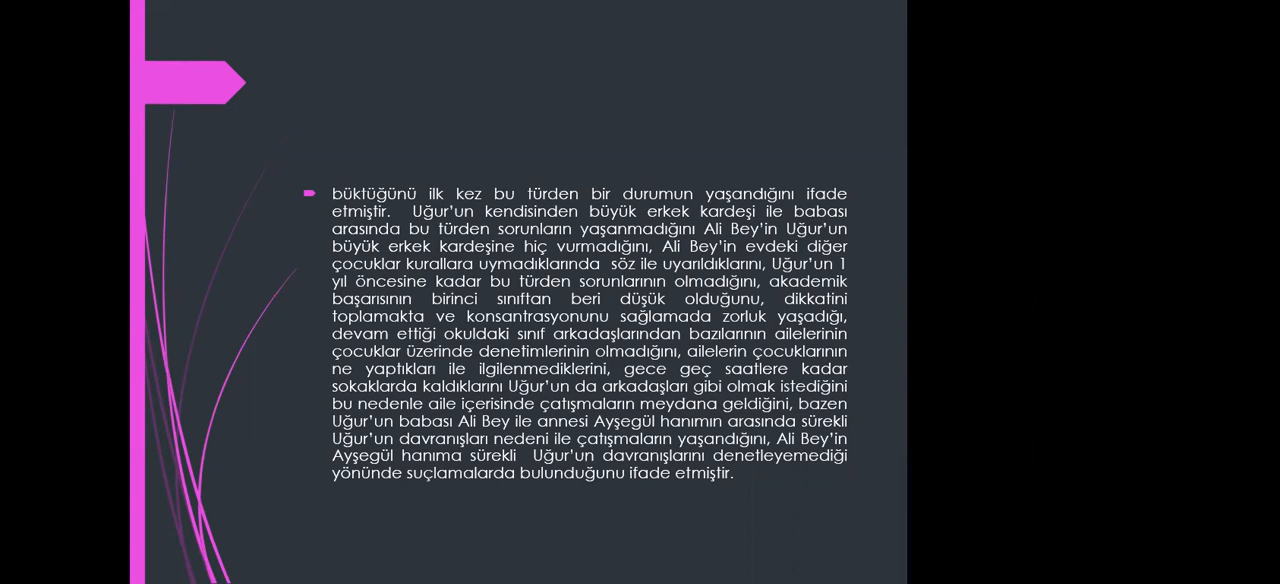 büktüğünü ilk kez bu türden bir durumun yaşandığını ifade
etmiştir. Uğur'un kendisinden büyük erkek kardeşi ile babası
arasında bu türden sorunların yaşanmadığını Ali Bey'in Uğur'un
büyük erkek kardeşine hiç vurmadığını, Ali Bey'in evdeki diğer
çocuklar kurallara uymadıklarında söz ile uyarıldıklarını, Uğur'un 1
yıl öncesine kadar bu türden sorunlarının olmadığını, akademik
başarısının birinci sınıftan beri düşük olduğunu, dikkatini
toplamakta ve konsantrasyonunu sağlamada zorluk yaşadığı,
devam ettiği okuldaki sınıf arkadaşlarından bazılarının ailelerinin
çocuklar üzerinde denetimlerinin olmadığını, ailelerin çocuklarının
ne yaptıkları ile ilgilenmediklerini, gece geç saatlere kadar
sokaklarda kaldıklarını Uğur'un da arkadaşları gibi olmak istediğini
bu nedenle aile içerisinde çatışmaların meydana geldiğini, bazen
Uğur'un babası Ali Bey ile annesi Ayşegül hanımın arasında sürekli
Uğur'un davranışları nedeni ile çatışmaların yaşandığını, Ali Bey'in
Ayşegül hanıma sürekli Uğur'un davranışlarını denetleyemediği
yönünde suçlamalarda bulunduğunu ifade etmiştir.